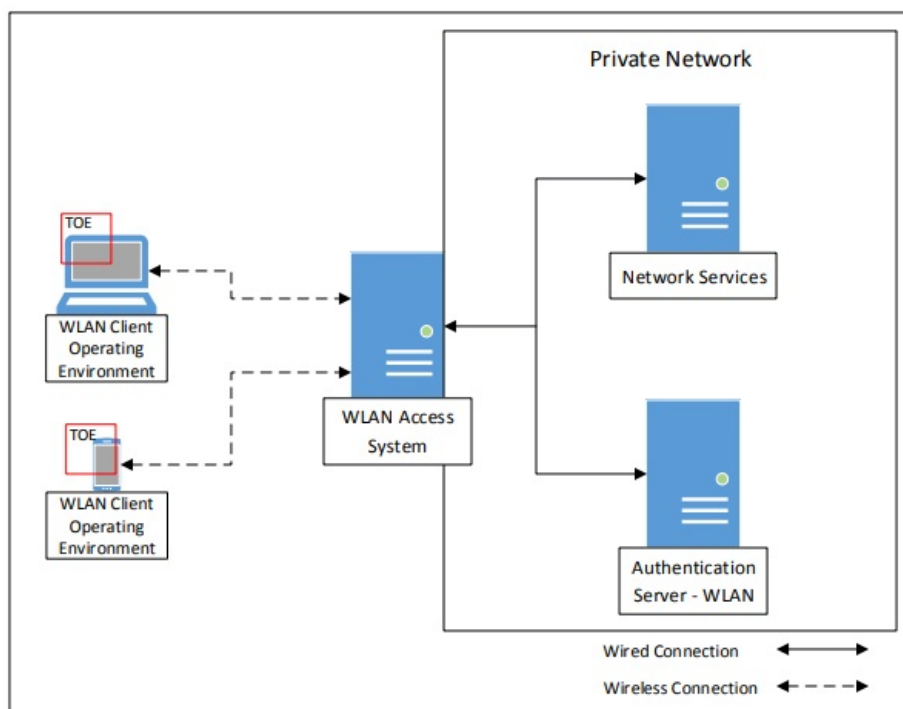 Private Network
TOE
WLAN Client
Operating
Environment
TOE
WLAN Client
Operating
Environment
WLAN Access
System
Network Services
Authentication
Server - WLAN
Wired Connection
Wireless Connection